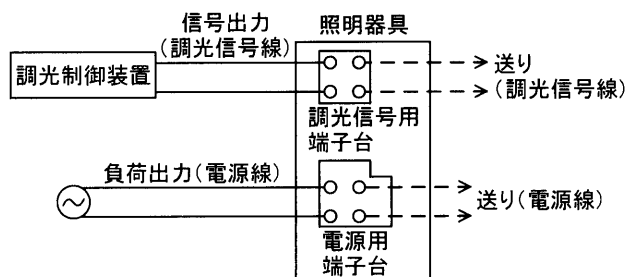 信号出力
(調光信号線)
照明器具
調光制御装置
送り
(調光信号線)
調光信号用
端子台
負荷出力(電源線)
送り(電源線)
電源用
端子台